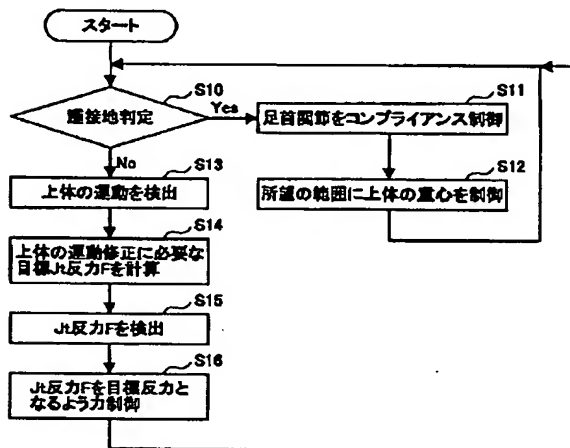 スタート
S10
踵接地判定
Yes
No
S11
足首関節をコンプライアンス制御
S12
所望の範囲に上体の重心を制御
S13
上体の運動を検出
S14
上体の運動修正に必要な
目標Jt反力Fを計算
S15
Jt反力Fを検出
S16
Jt反力Fを目標反力と
なるよう力制御